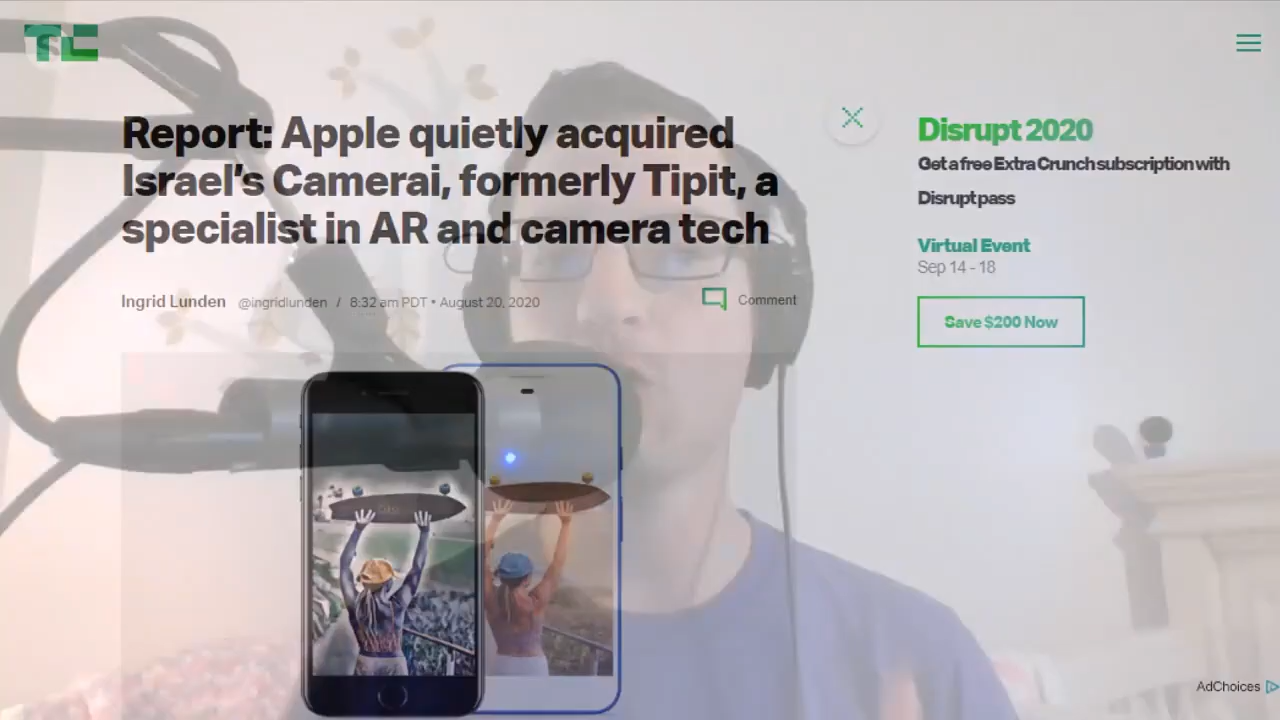 TC
Report: Apple quietly acquired
Israel's Camerai, formerly Tipit, a
specialist in AR and camera tech
Ingrid Lunden @ingridlunden / 8:32 am PDT • August 20, 2020
Comment
Disrupt 2020
Get a free Extra Crunch subscription with
Disrupt pass
Virtual Event
Sep 14 - 18
Save $200 Now
AdChoices